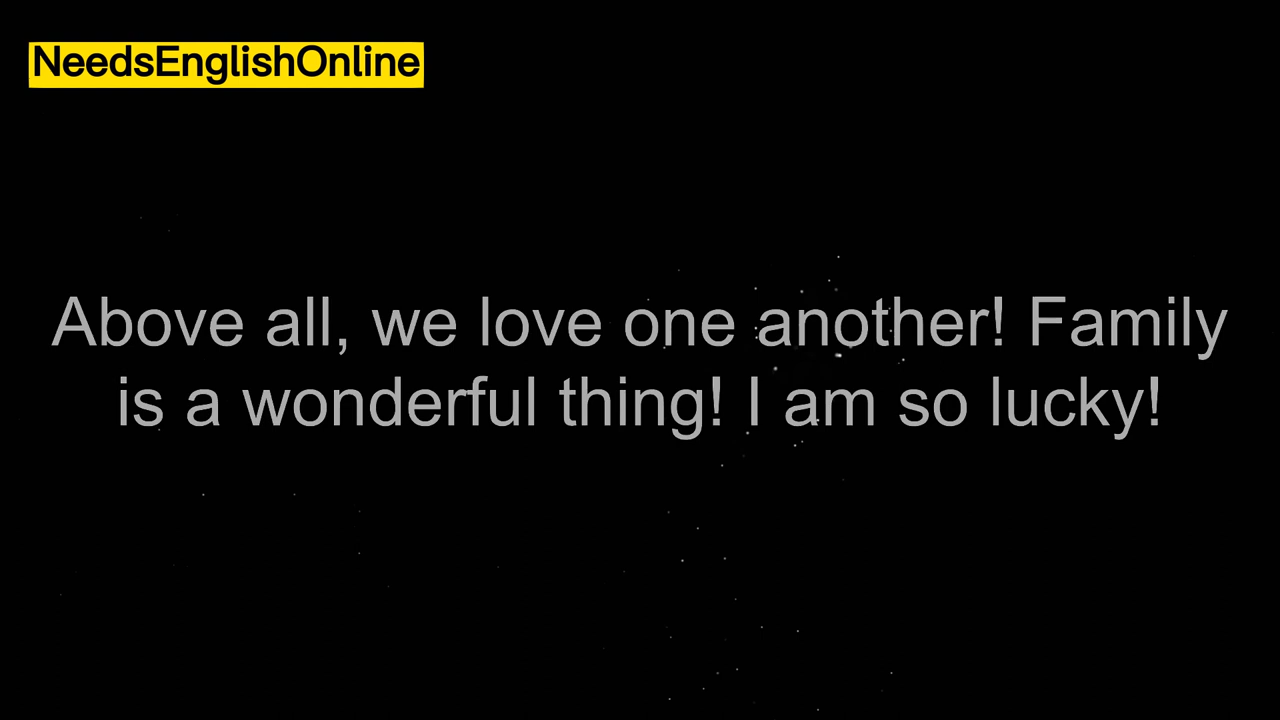 NeedsEnglishOnline
Above all, we love one another! Family
is a wonderful thing! I am so lucky!